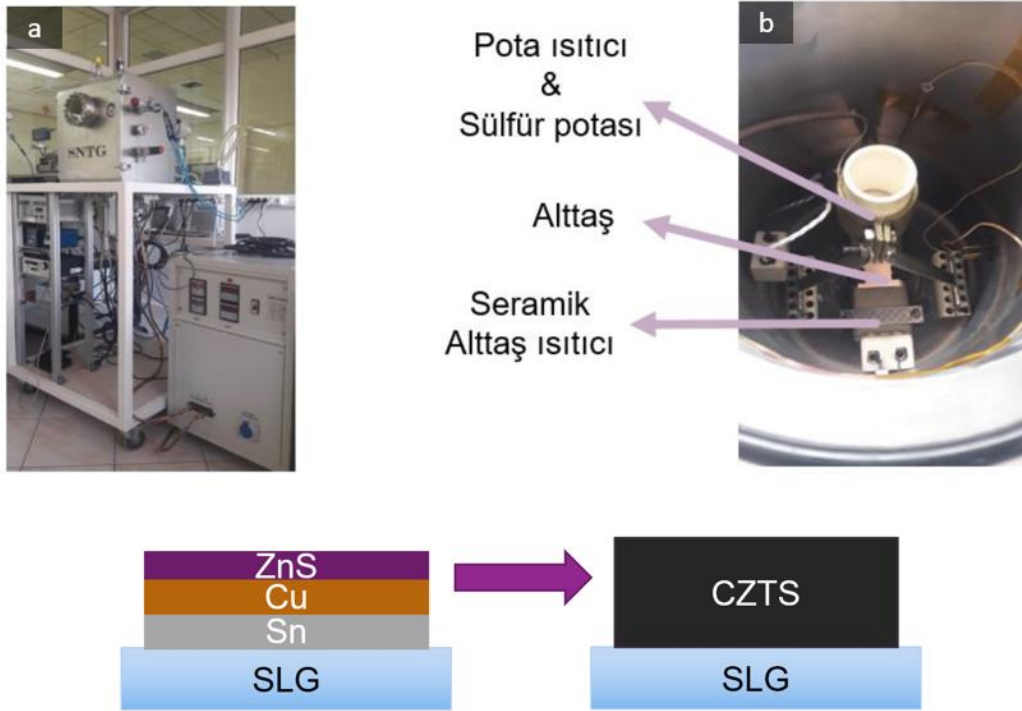 a
SNTG
Pota ısıtıcı
&
Sülfür potası
Alttaş
Seramik
Alttaş ısıtıcı
b
ZnS
Cu
Sn
SLG
CZTS
SLG